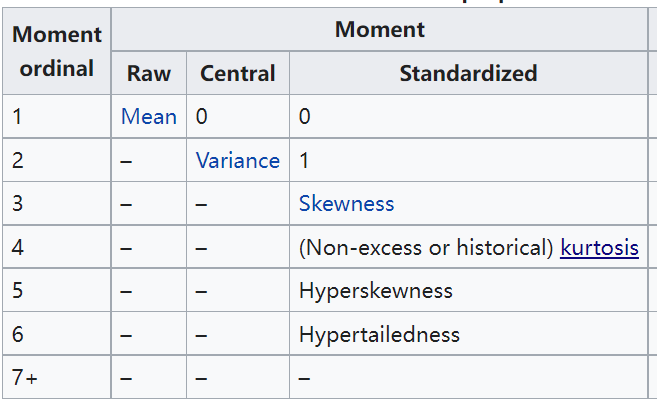 Moment ordinal Moment
Raw Central Standardized
1 Mean 0 0
2 – Variance 1
3 – – Skewness
4 – – (Non-excess or historical) kurtosis
5 – – Hyperskewness
6 – – Hypertailedness
7+ – – –